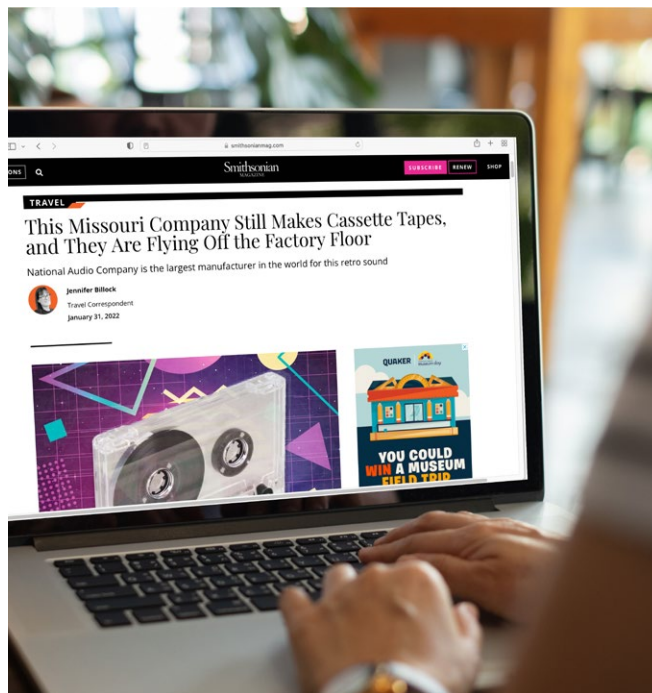 smithsonianmag.com
ONS
Smithsonian
MAGAZINE
SUBSCRIBE
RENEW
SHOP
TRAVEL
This Missouri Company Still Makes Cassette Tapes,
and They Are Flying Off the Factory Floor
National Audio Company is the largest manufacturer in the world for this retro sound
Jennifer Billock
Travel Correspondent
January 31, 2022
QUAKER
YOU COULD
WIN A MUSEUM
FIELD TRIP